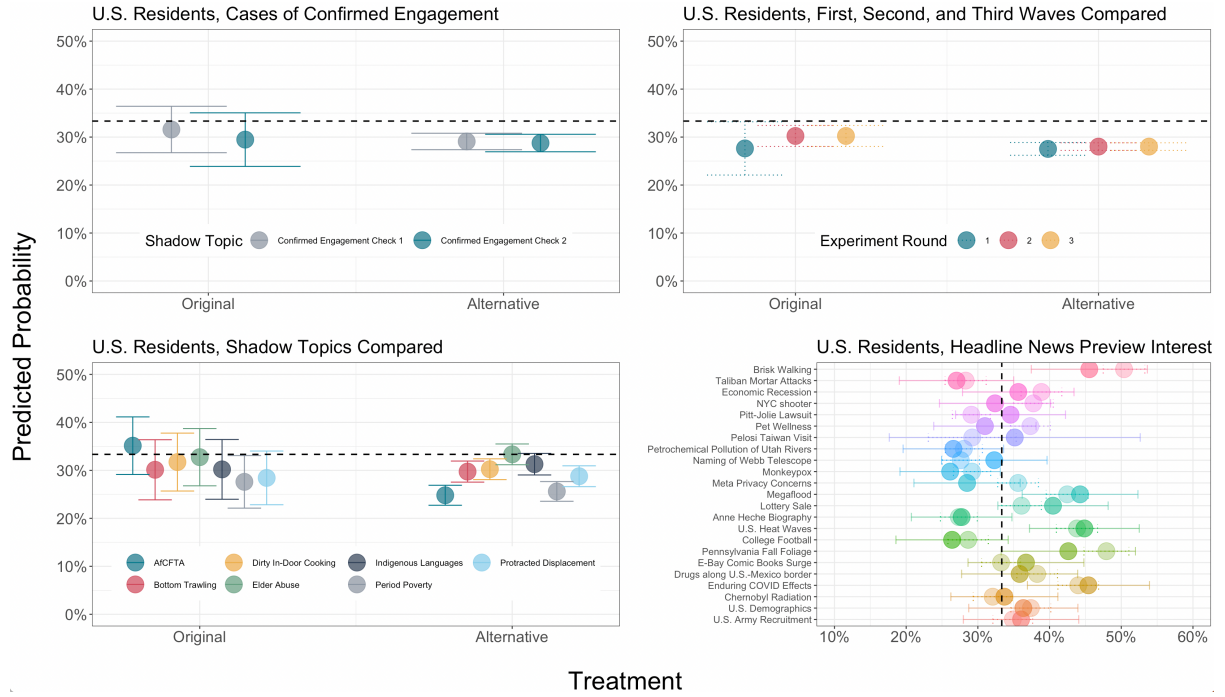 U.S. Residents, Cases of Confirmed Engagement
50%
40%
30%
20%
10%
0%
Shadow Topic
Confirmed Engagement Check 1
Confirmed Engagement Check 2
Original
Alternative
U.S. Residents, First, Second, and Third Waves Compared
50%
40%
30%
20%
10%
0%
Experiment Round
1
2
3
Original
Alternative
Predicted Probability
U.S. Residents, Shadow Topics Compared
50%
40%
30%
20%
10%
0%
AfCFTA
Dirty In-Door Cooking
Indigenous Languages
Protracted Displacement
Bottom Trawling
Elder Abuse
Period Poverty
Original
Alternative
U.S. Residents, Headline News Preview Interest
Brisk Walking
Taliban Mortar Attacks
Economic Recession
NYC shooter
Pitt-Jolie Lawsuit
Pet Wellness
Pelosi Taiwan Visit
Petrochemical Pollution of Utah Rivers
Naming of Webb Telescope
Monkeypox
Meta Privacy Concerns
Megaflood
Lottery Sale
Anne Heche Biography
U.S. Heat Waves
College Football
Pennsylvania Fall Foliage
E-Bay Comic Books Surge
Drugs along U.S.-Mexico border
Enduring COVID Effects
Chernobyl Radiation
U.S. Demographics
U.S. Army Recruitment
10%
20%
30%
40%
50%
60%
Treatment